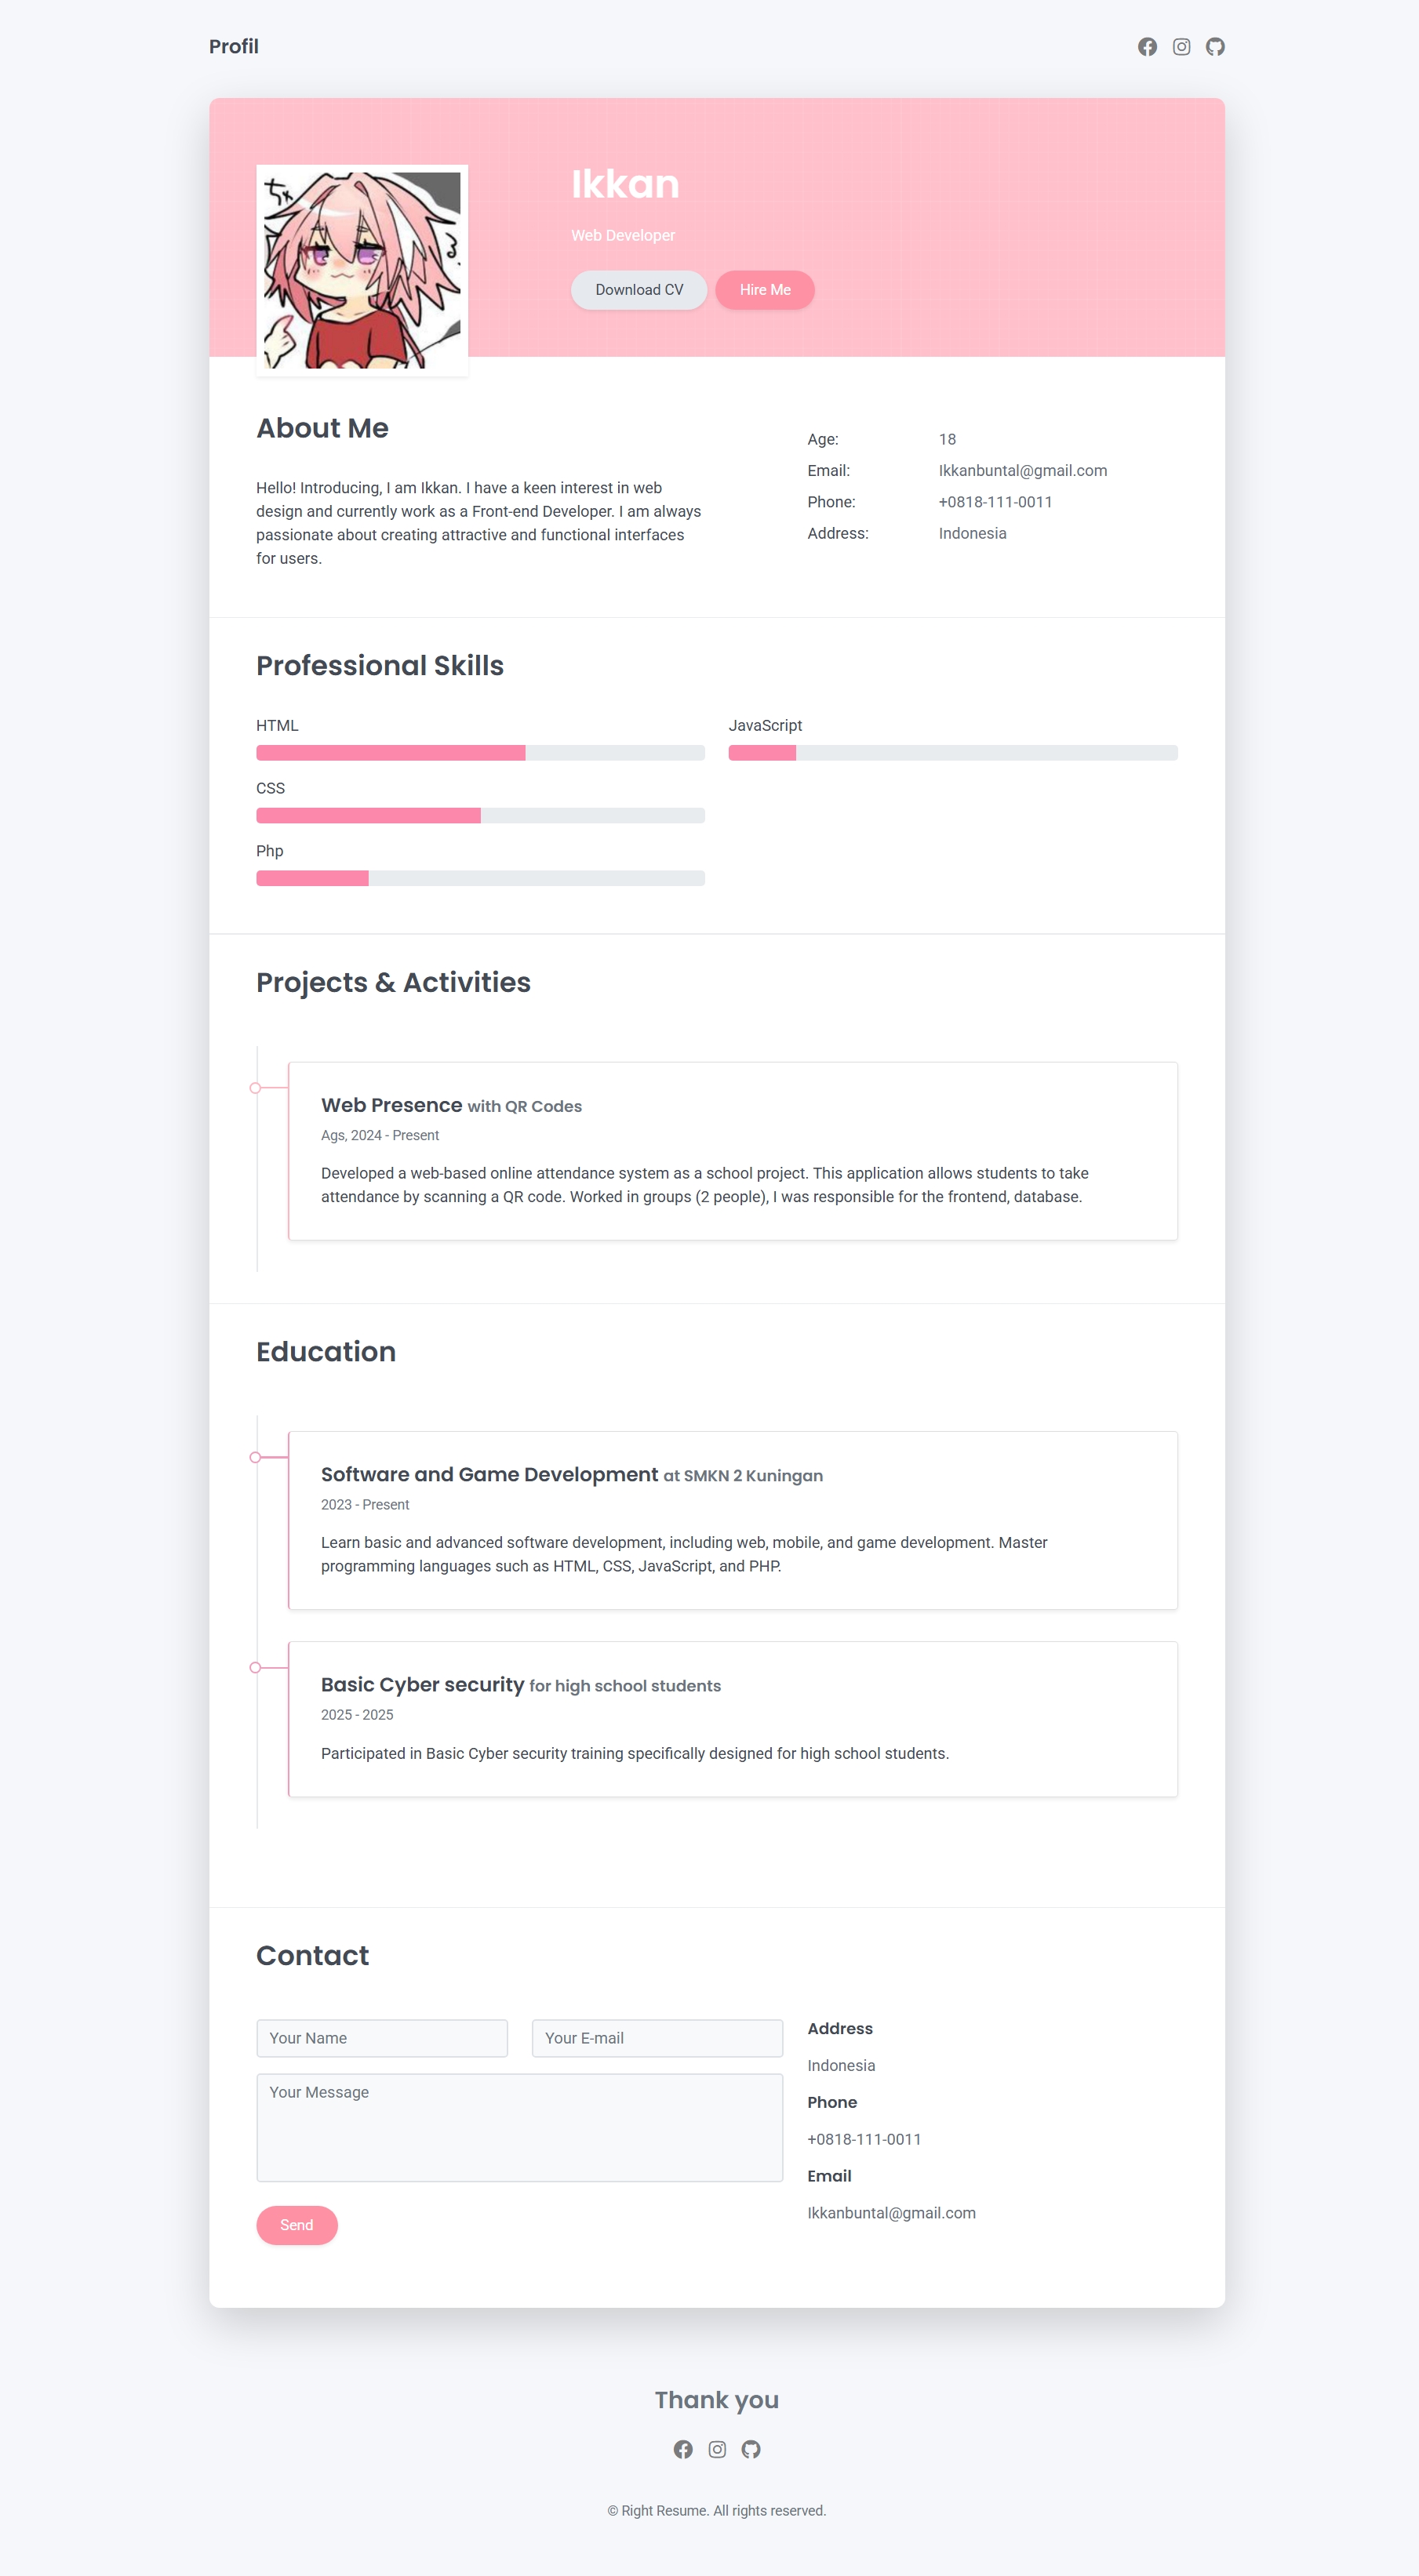 Profil
Ikkan
Web Developer
Download CV
Hire Me
About Me
Hello! Introducing, I am Ikkan. I have a keen interest in web
design and currently work as a Front-end Developer. I am always
passionate about creating attractive and functional interfaces
for users.
Age: 18
Email: Ikkanbuntal@gmail.com
Phone: +0818-111-0011
Address: Indonesia
Professional Skills
HTML
JavaScript
CSS
Php
Projects & Activities
Web Presence with QR Codes
Ags, 2024 - Present
Developed a web-based online attendance system as a school project. This application allows students to take
attendance by scanning a QR code. Worked in groups (2 people), I was responsible for the frontend, database.
Education
Software and Game Development at SMKN 2 Kuningan
2023 - Present
Learn basic and advanced software development, including web, mobile, and game development. Master
programming languages such as HTML, CSS, JavaScript, and PHP.
Basic Cyber security for high school students
2025 - 2025
Participated in Basic Cyber security training specifically designed for high school students.
Contact
Your Name
Your E-mail
Your Message
Send
Address
Indonesia
Phone
+0818-111-0011
Email
Ikkanbuntal@gmail.com
Thank you
© Right Resume. All rights reserved.